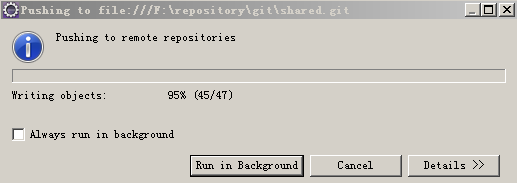 Pushing to file:///F:\repository\git\shared.git
Pushing to remote repositories
Writing objects: 95% (45/47)
Always run in background
Run in Background Cancel Details >>